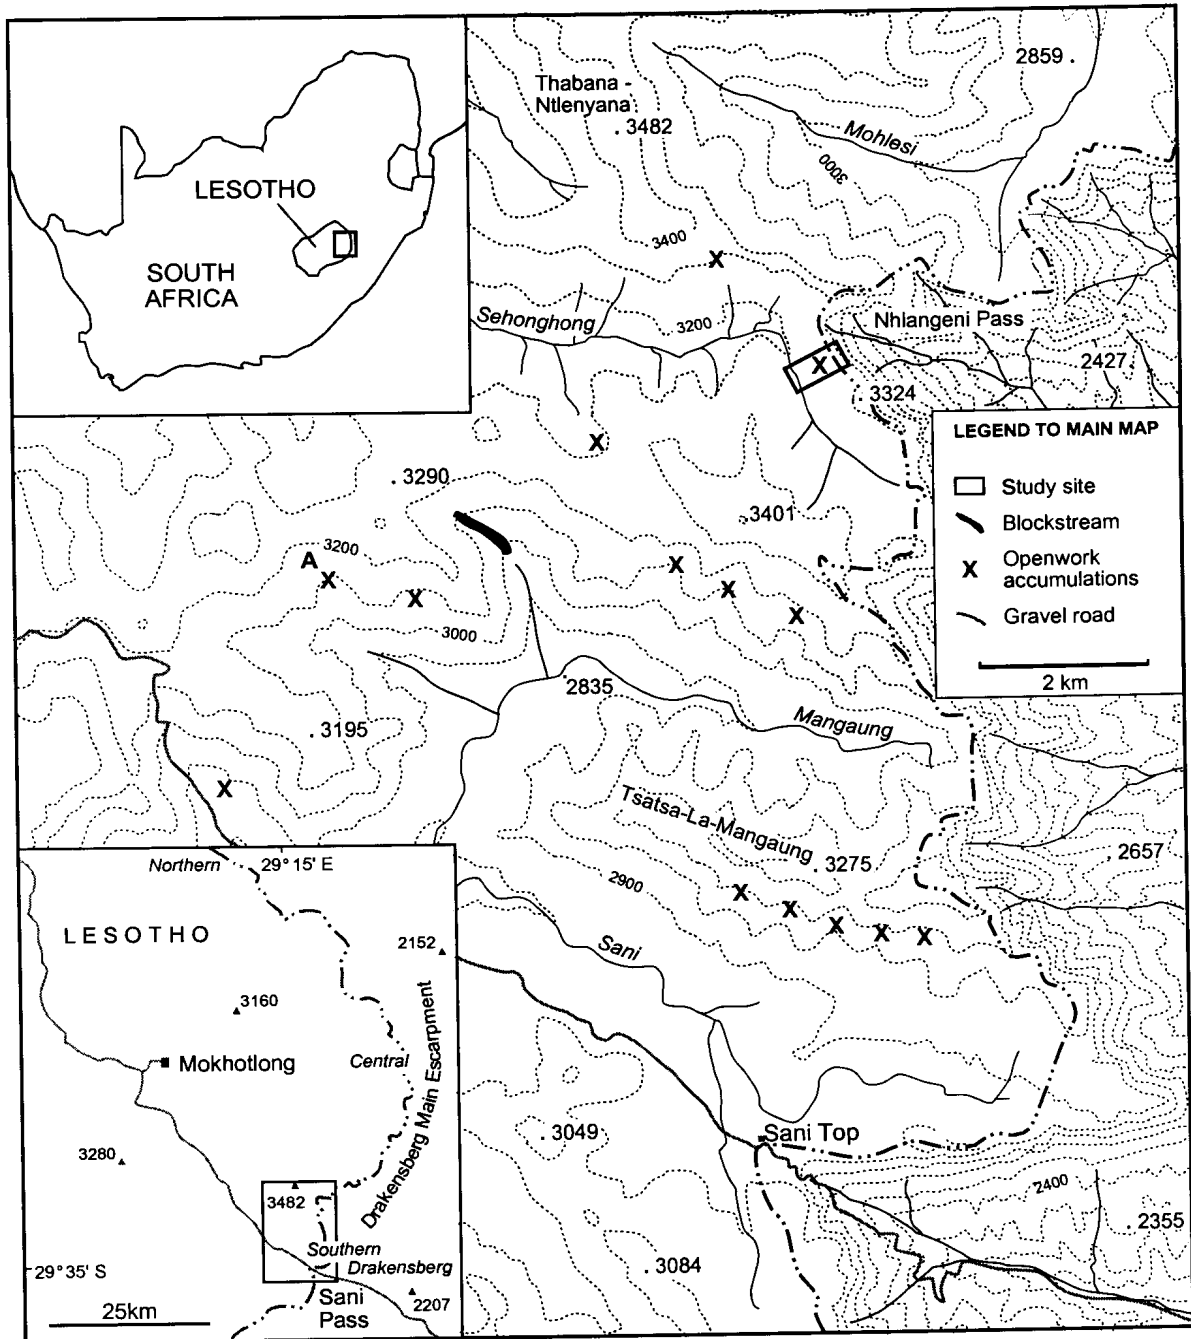 LESOTHO
SOUTH
AFRICA
Thabana -
Ntlenyana
.3482
2859 .
Mohlesi
3000
3400
X
Sehonghong
3200
Nhlangeni Pass
2427.
X
.3324
X
.3290
.3401
LEGEND TO MAIN MAP
Study site
Blockstream
X Openwork
accumulations
Gravel road
2 km
A
3200
X
X
X
X
X
3000
2835
Mangaung
.3195
X
Tsatsa-La-Mangaung
.3275
.2657
2900
X
X
X
X
X
Sani
Sani Top
.3049
.3084
2400
.2355
Northern
29° 15' E
LESOTHO
2152
3160
Mokhotlong
Central
Drakensberg Main Escarpment
3280
3482
Southern
Drakensberg
29° 35' S
Sani
Pass
2207
25km